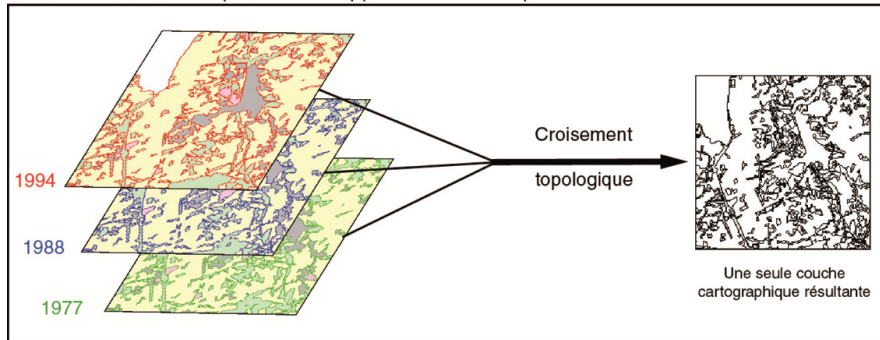 1994
1988
1977
Croisement
topologique
Une seule couche
cartographique résultante